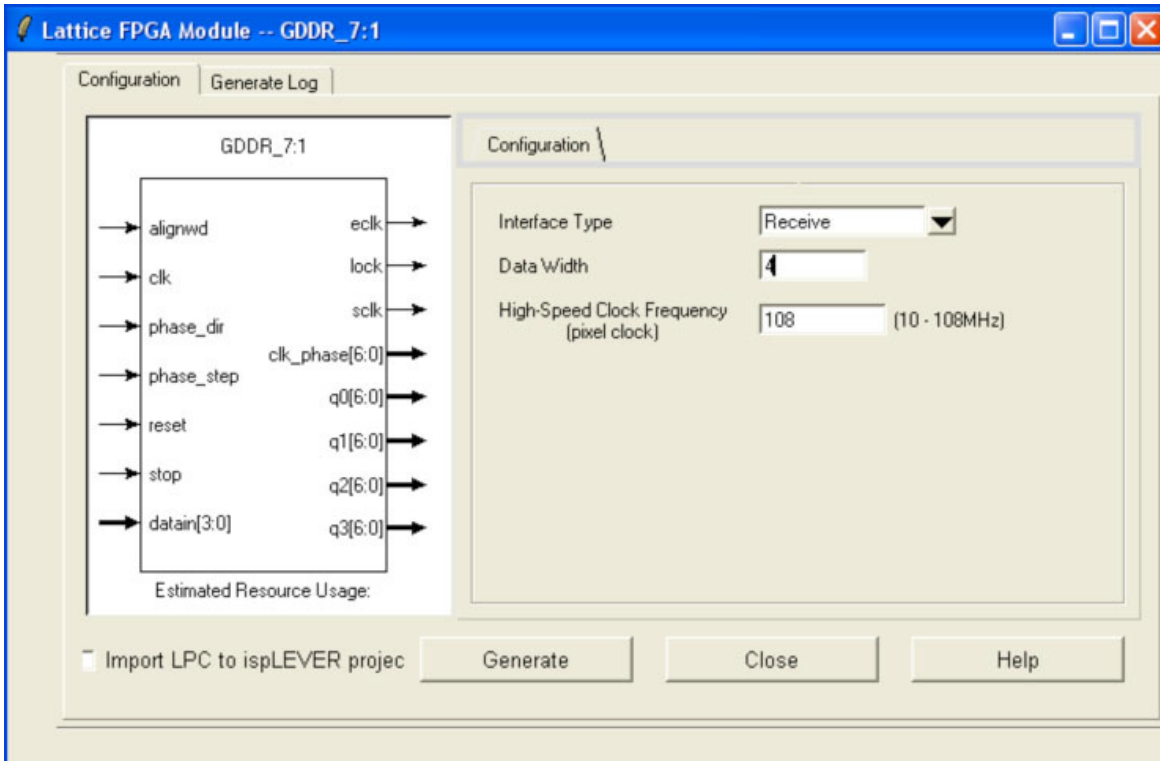 Lattice FPGA Module -- GDDR_7:1
Configuration
Generate Log
GDDR_7:1
alignwd
clk
phase_dir
phase_step
reset
stop
datain[3:0]
eclk
lock
sclk
clk_phase[6:0]
q0[6:0]
q1[6:0]
q2[6:0]
q3[6:0]
Estimated Resource Usage:
Configuration
Interface Type Receive
Data Width 4
High-Speed Clock Frequency 108 (10 - 108MHz)
(pixel clock)
Import LPC to ispLEVER projec
Generate
Close
Help